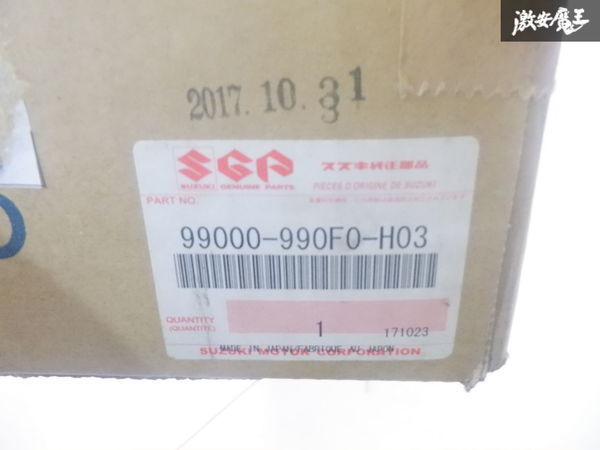 激安魔王
2017.10.31
SGP スズキ純正部品
SUZUKI GENUINE PARTS PIECES D'ORIGINE DE SUZUKI
PART NO.
99000-990F0-H03
QUANTITY
(QUANTITE)
1 171023
MADE IN JAPAN/FABRIQUE AU JAPON
SUZUKI MOTOR CORPORATION